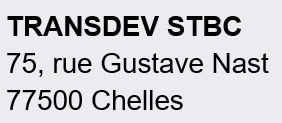 TRANSDEV STBC
75, rue Gustave Nast
77500 Chelles